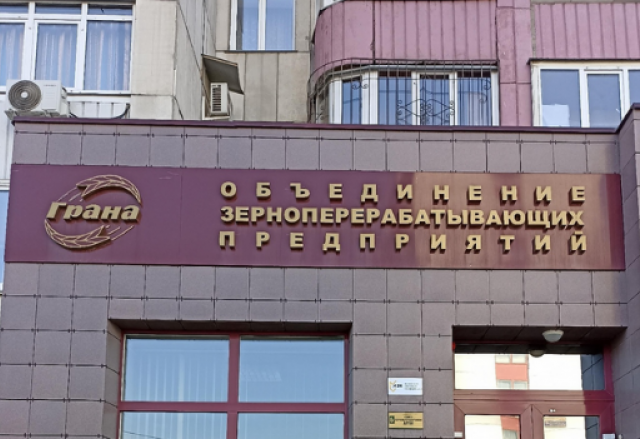 Грана
ОБЪЕДИНЕНИЕ
ЗЕРНОПЕРЕРАБАТЫВАЮЩИХ
ПРЕДПРИЯТИЙ